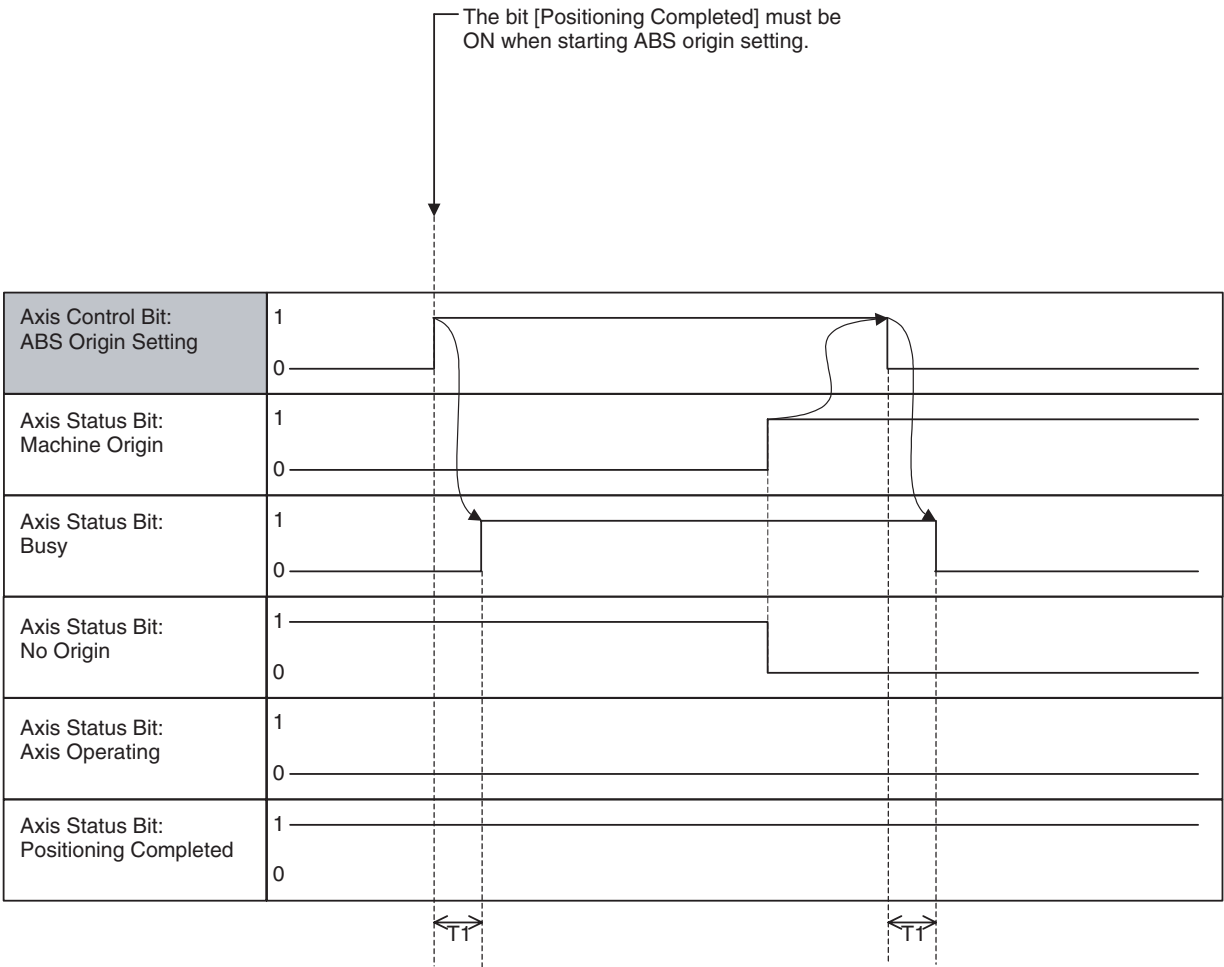 The bit [Positioning Completed] must be
ON when starting ABS origin setting.
Axis Control Bit:
ABS Origin Setting
1
0
Axis Status Bit:
Machine Origin
1
0
Axis Status Bit:
Busy
1
0
Axis Status Bit:
No Origin
1
0
Axis Status Bit:
Axis Operating
1
0
Axis Status Bit:
Positioning Completed
1
0
T1
T1